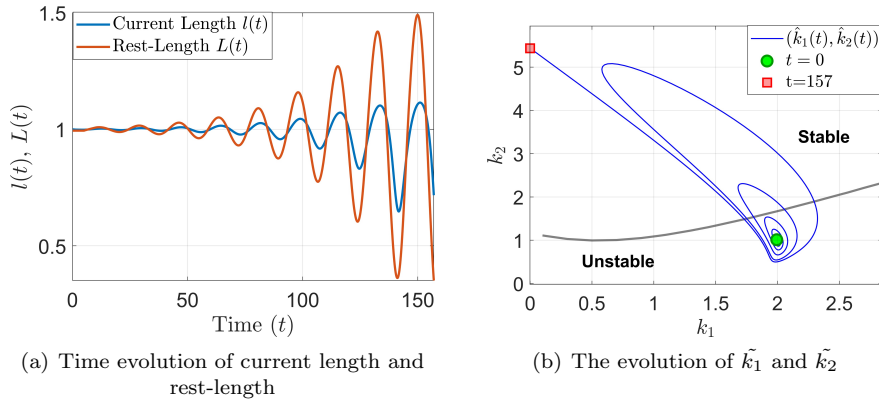 1.5
1
0.5
0
50
100
150
l(t), L(t)
Time (t)
Current Length l(t)
Rest-Length L(t)
(a) Time evolution of current length and
rest-length
5
4
3
2
1
0
0
0.5
1
1.5
2
2.5
k₂
k₁
(k̂₁(t), k̂₂(t))
t = 0
t=157
Stable
Unstable
(b) The evolution of k̃₁ and k̃₂